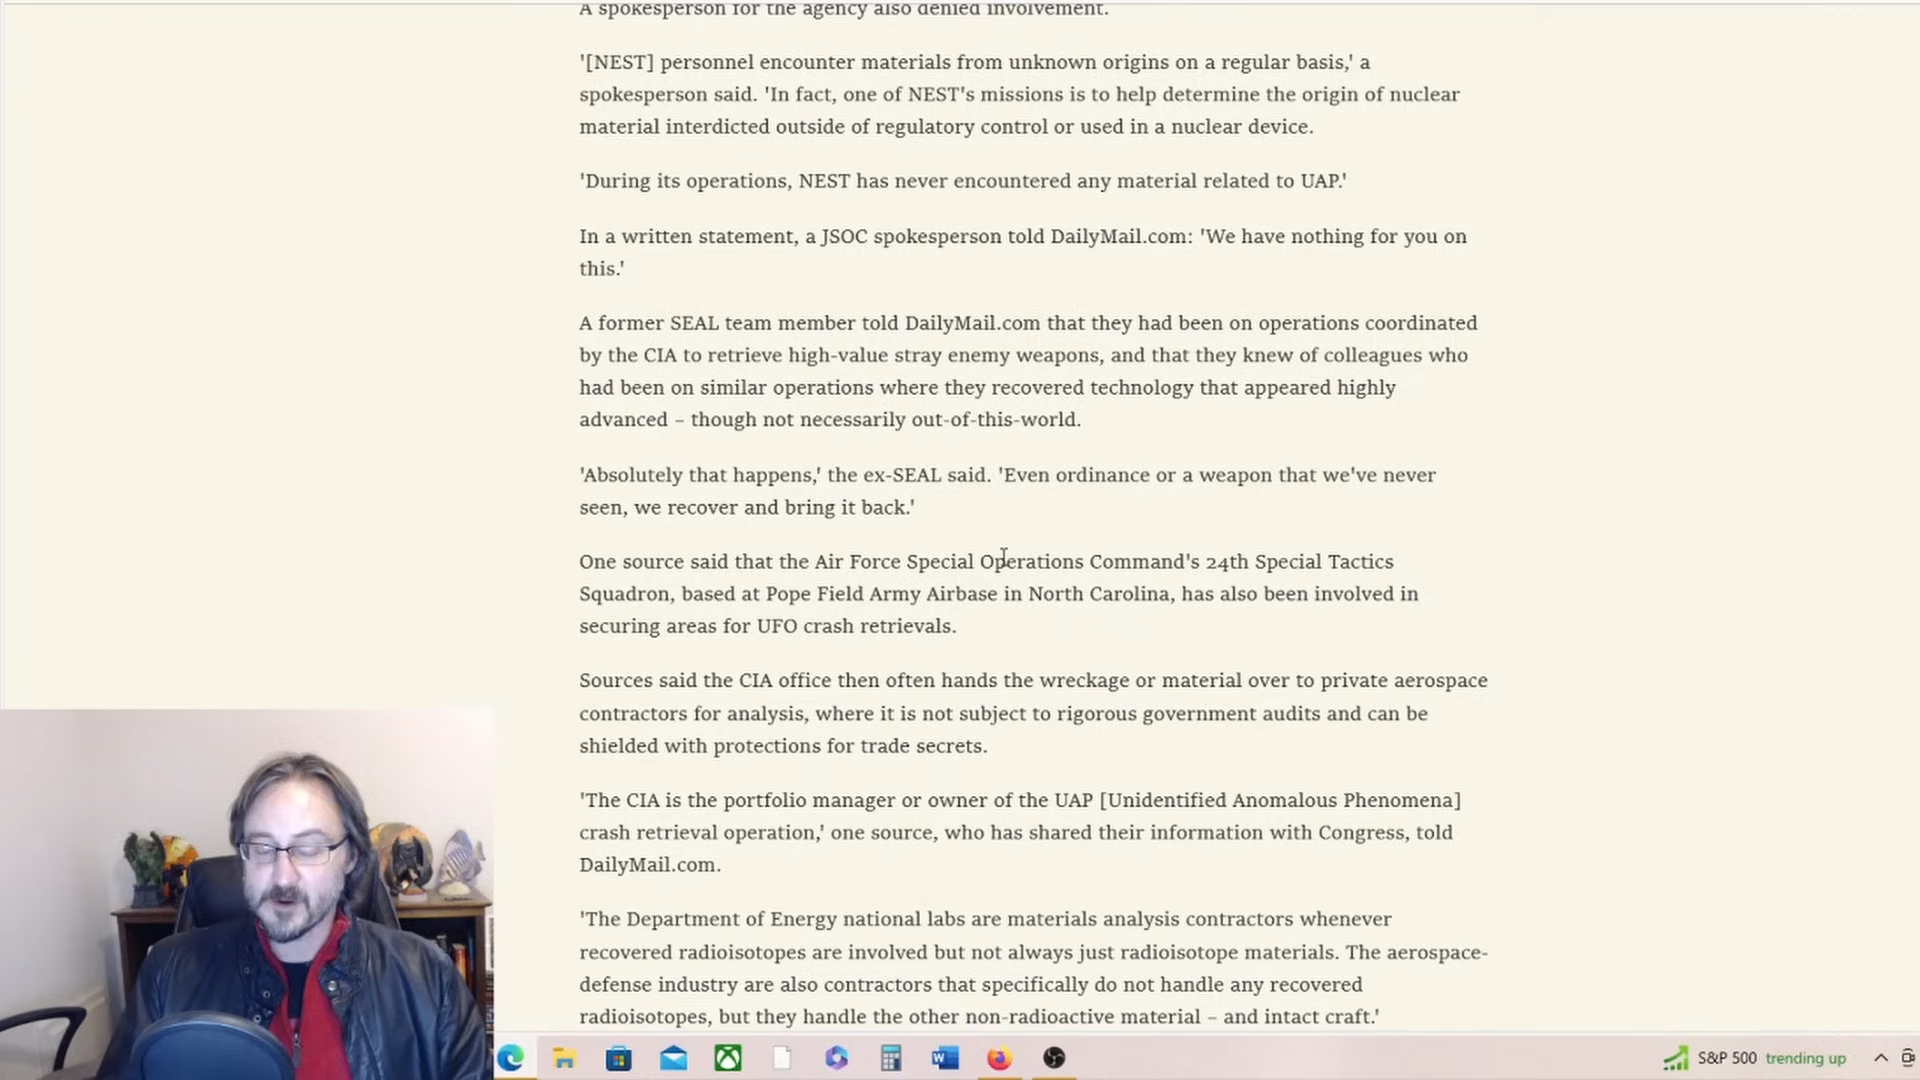 A spokesperson for the agency also denied involvement.
'[NEST] personnel encounter materials from unknown origins on a regular basis,' a
spokesperson said. 'In fact, one of NEST's missions is to help determine the origin of nuclear
material interdicted outside of regulatory control or used in a nuclear device.
'During its operations, NEST has never encountered any material related to UAP.'
In a written statement, a JSOC spokesperson told DailyMail.com: 'We have nothing for you on
this.'
A former SEAL team member told DailyMail.com that they had been on operations coordinated
by the CIA to retrieve high-value stray enemy weapons, and that they knew of colleagues who
had been on similar operations where they recovered technology that appeared highly
advanced – though not necessarily out-of-this-world.
'Absolutely that happens,' the ex-SEAL said. 'Even ordinance or a weapon that we've never
seen, we recover and bring it back.'
One source said that the Air Force Special Operations Command's 24th Special Tactics
Squadron, based at Pope Field Army Airbase in North Carolina, has also been involved in
securing areas for UFO crash retrievals.
Sources said the CIA office then often hands the wreckage or material over to private aerospace
contractors for analysis, where it is not subject to rigorous government audits and can be
shielded with protections for trade secrets.
'The CIA is the portfolio manager or owner of the UAP [Unidentified Anomalous Phenomena]
crash retrieval operation,' one source, who has shared their information with Congress, told
DailyMail.com.
'The Department of Energy national labs are materials analysis contractors whenever
recovered radioisotopes are involved but not always just radioisotope materials. The aerospace-
defense industry are also contractors that specifically do not handle any recovered
radioisotopes, but they handle the other non-radioactive material – and intact craft.'
S&P 500 trending up